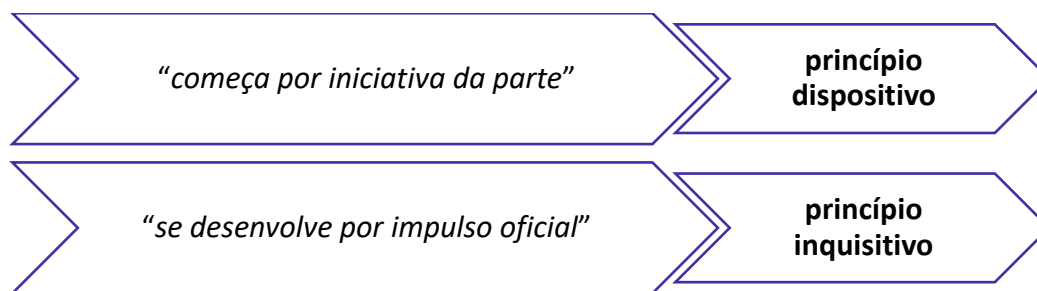 “começa por iniciativa da parte”
princípio
dispositivo
“se desenvolve por impulso oficial”
princípio
inquisitivo